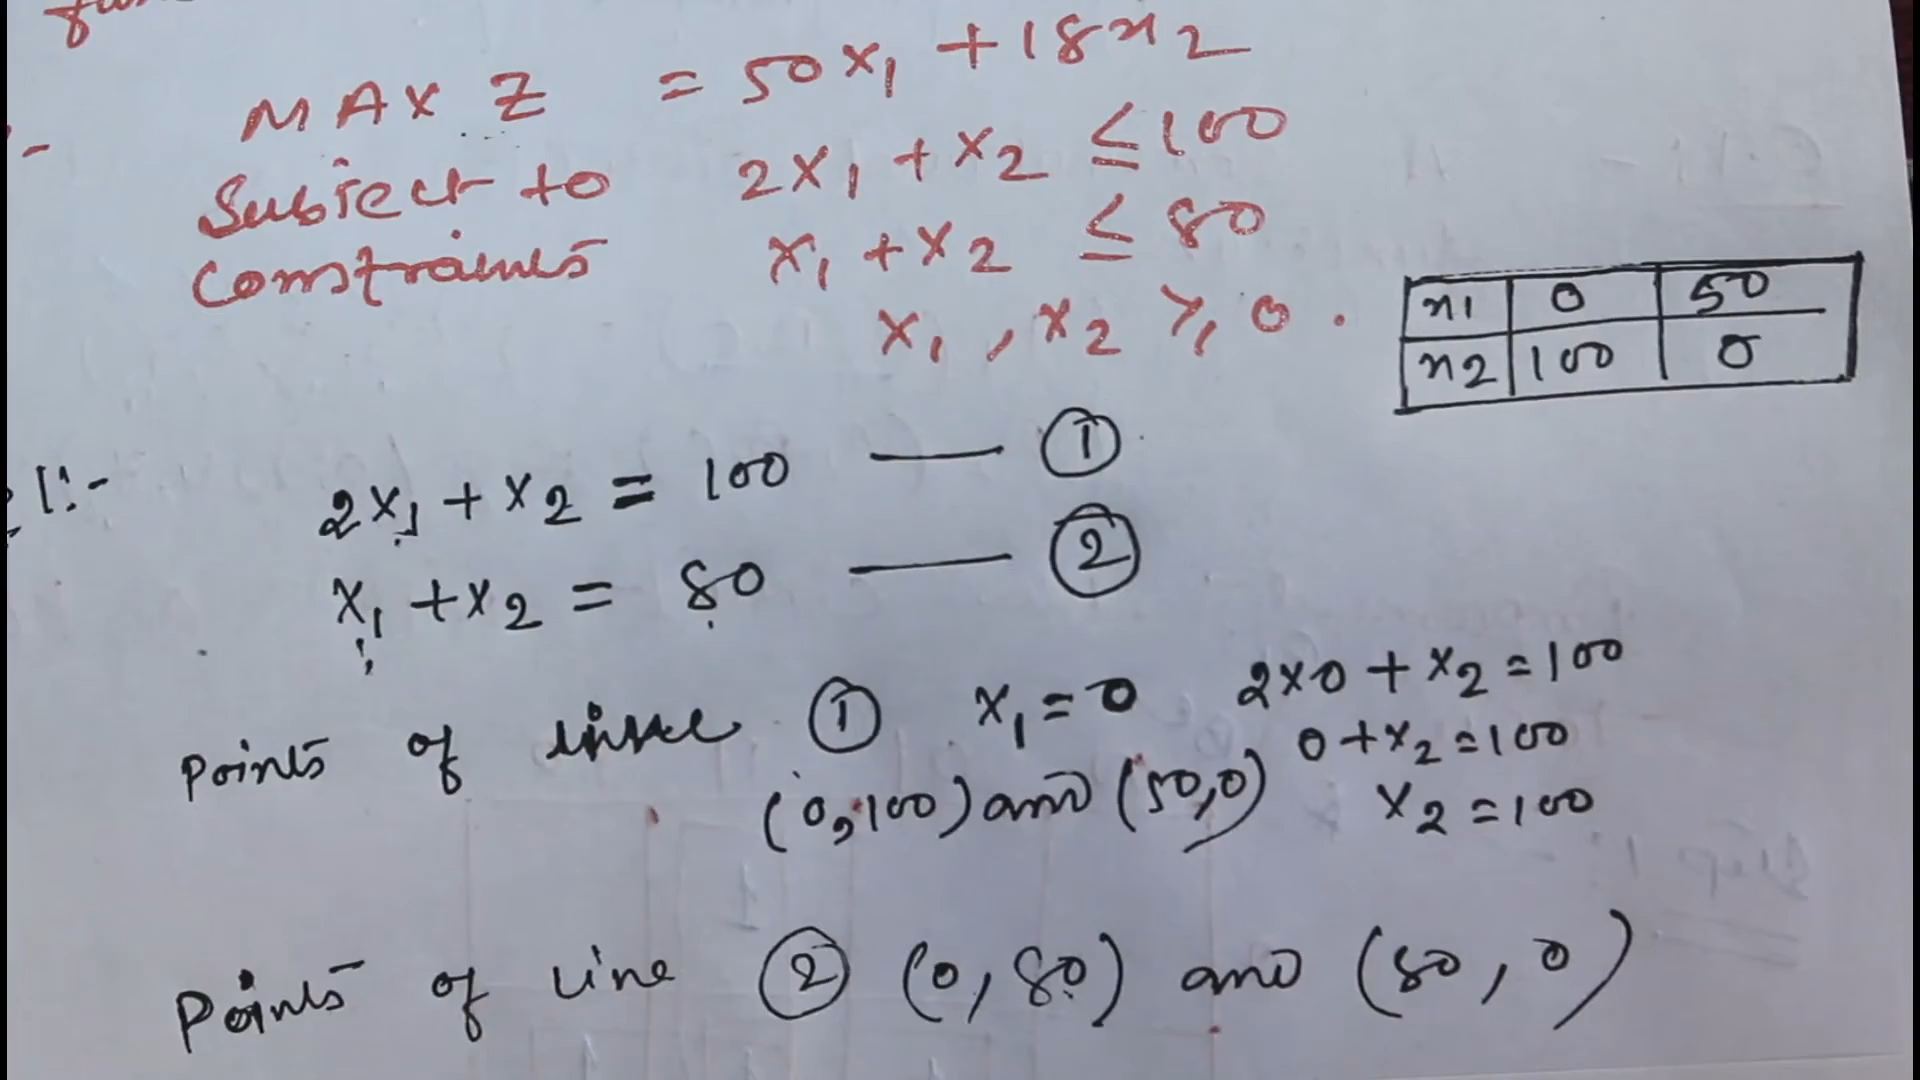 MAX Z = 50x₁ + 18x₂
Subject to 2x₁ + x₂ ≤ 100
Constraints x₁ + x₂ ≤ 80
x₁, x₂ ≥ 0.
x1 0 50
x2 100 0
2x₁ + x₂ = 100 — ①
x₁ + x₂ = 80 — ②
Points of ① x₁ = 0 2×0 + x₂ = 100
0 + x₂ = 100
(0, 100) and (50, 0) x₂ = 100
Points of line ② (0, 80) and (80, 0)